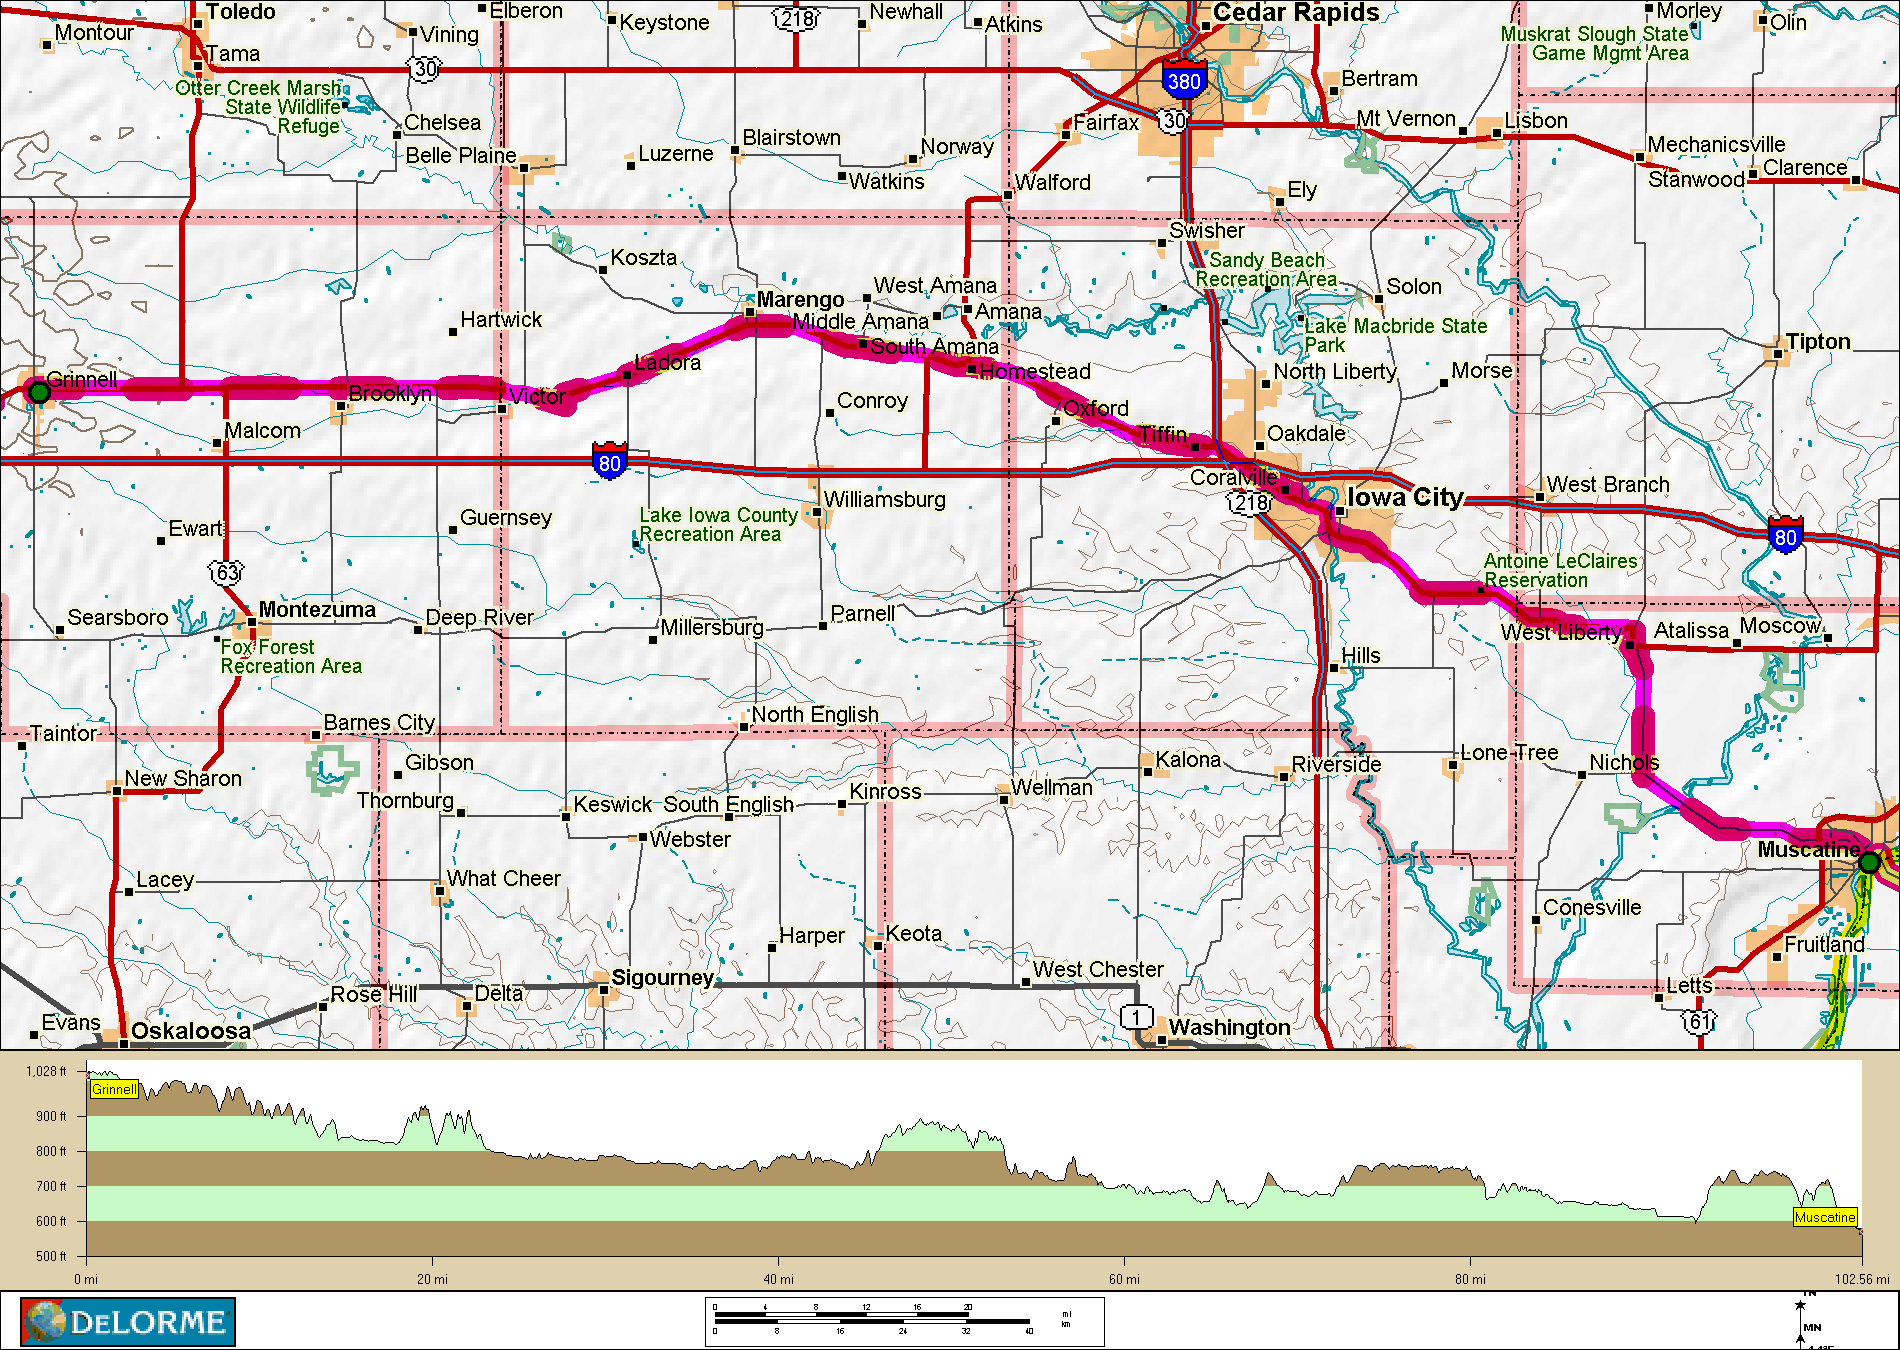 Toledo
Elberon
Keystone
218
Newhall
Atkins
Cedar Rapids
Morley
Olin
Montour
Vining
Muskrat Slough State
Game Mgmt Area
Tama
30
380
Bertram
Otter Creek Marsh
State Wildlife
Refuge
Chelsea
Blairstown
Fairfax
30
Mt Vernon
Lisbon
Belle Plaine
Luzerne
Norway
Mechanicsville
Watkins
Walford
Stanwood
Clarence
Ely
Swisher
Koszta
Sandy Beach
Recreation Area
West Amana
Solon
Marengo
Hartwick
Middle Amana
Amana
Lake Macbride State
Park
Tipton
South Amana
Ladora
Homestead
North Liberty
Morse
Grinnell
Brooklyn
Victor
Conroy
Oxford
Malcom
Tiffin
Oakdale
80
Coralville
Williamsburg
218
Iowa City
West Branch
Ewart
Guernsey
Lake Iowa County
Recreation Area
80
63
Antoine LeClaires
Reservation
Montezuma
Searsboro
Deep River
Parnell
Millersburg
West Liberty
Atalissa
Moscow
Fox Forest
Recreation Area
Hills
Taintor
Barnes City
North English
Gibson
Kalona
Riverside
Lone Tree
Nichols
New Sharon
Thornburg
Keswick
South English
Kinross
Wellman
Webster
Muscatine
Lacey
What Cheer
Conesville
Harper
Keota
Fruitland
Sigourney
West Chester
Rose Hill
Delta
Letts
Evans
Oskaloosa
1
Washington
61
1,028 ft
Grinnell
900 ft
800 ft
700 ft
600 ft
Muscatine
500 ft
0 mi
20 mi
40 mi
60 mi
80 mi
102.56 mi
DELORME
0 4 8 12 16 20 mi
0 8 16 24 32 40 km
TN
MN